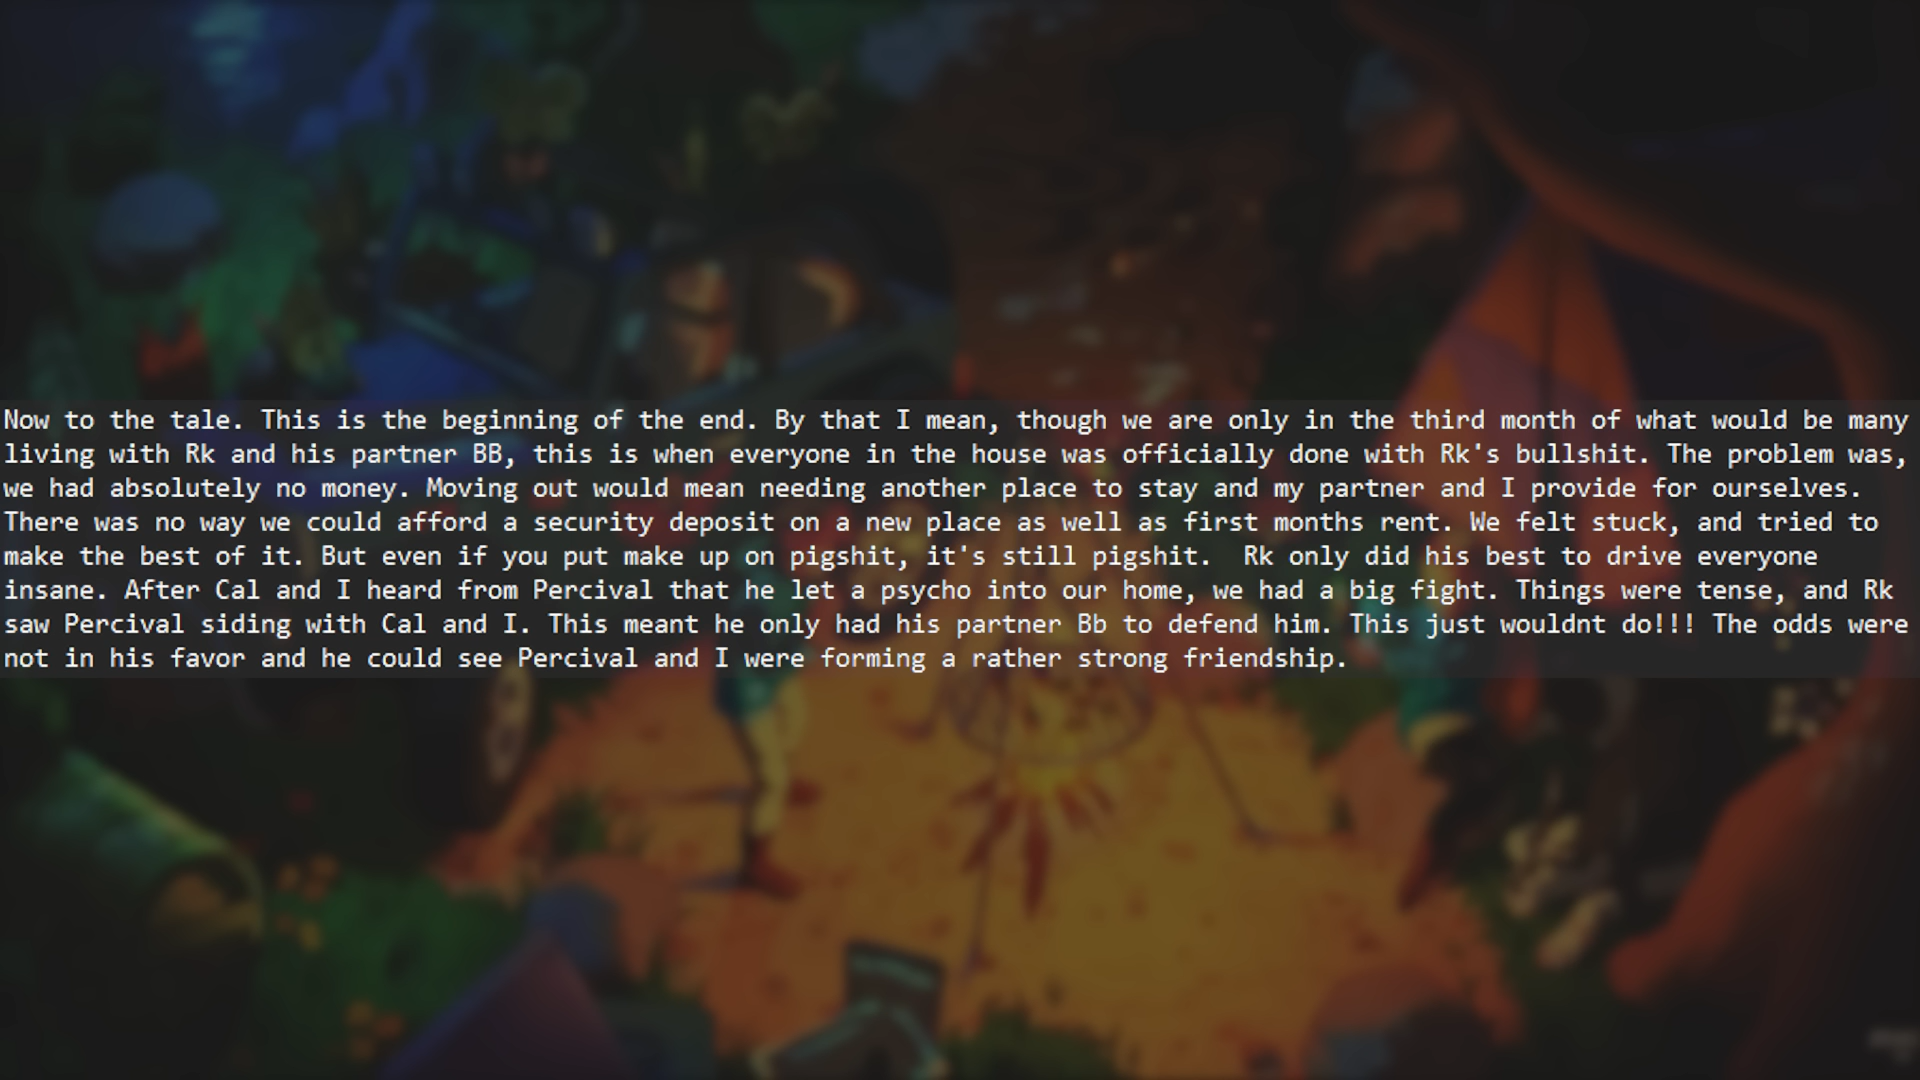 Now to the tale. This is the beginning of the end. By that I mean, though we are only in the third month of what would be many
living with Rk and his partner BB, this is when everyone in the house was officially done with Rk's bullshit. The problem was,
we had absolutely no money. Moving out would mean needing another place to stay and my partner and I provide for ourselves.
There was no way we could afford a security deposit on a new place as well as first months rent. We felt stuck, and tried to
make the best of it. But even if you put make up on pigshit, it's still pigshit.  Rk only did his best to drive everyone
insane. After Cal and I heard from Percival that he let a psycho into our home, we had a big fight. Things were tense, and Rk
saw Percival siding with Cal and I. This meant he only had his partner Bb to defend him. This just wouldnt do!!! The odds were
not in his favor and he could see Percival and I were forming a rather strong friendship.